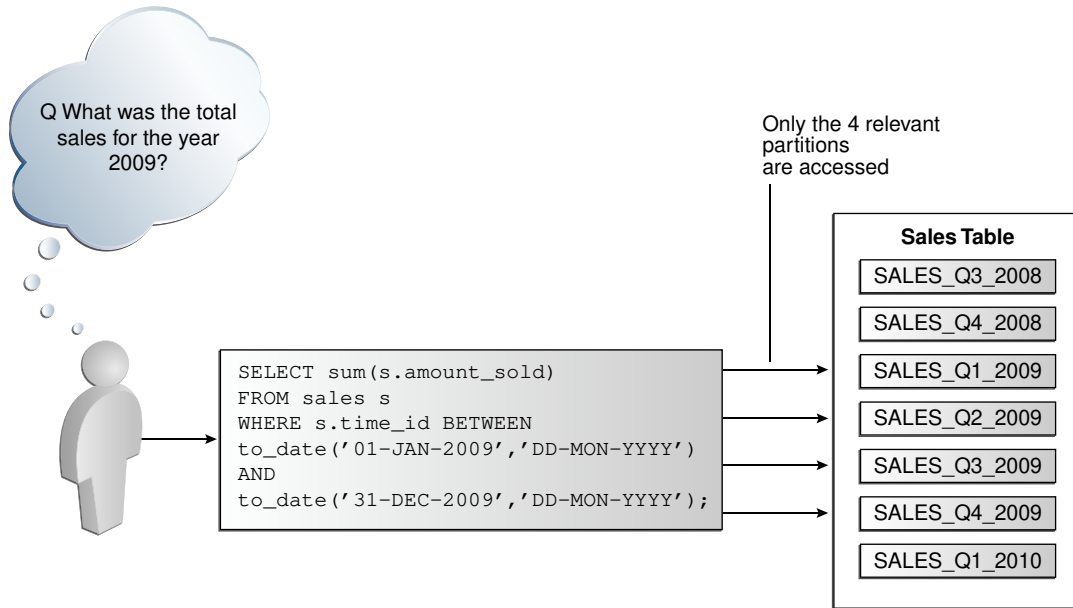 Q What was the total
sales for the year
2009?
Only the 4 relevant
partitions
are accessed
SELECT sum(s.amount_sold)
FROM sales s
WHERE s.time_id BETWEEN
to_date('01-JAN-2009','DD-MON-YYYY')
AND
to_date('31-DEC-2009','DD-MON-YYYY');
Sales Table
SALES_Q3_2008
SALES_Q4_2008
SALES_Q1_2009
SALES_Q2_2009
SALES_Q3_2009
SALES_Q4_2009
SALES_Q1_2010